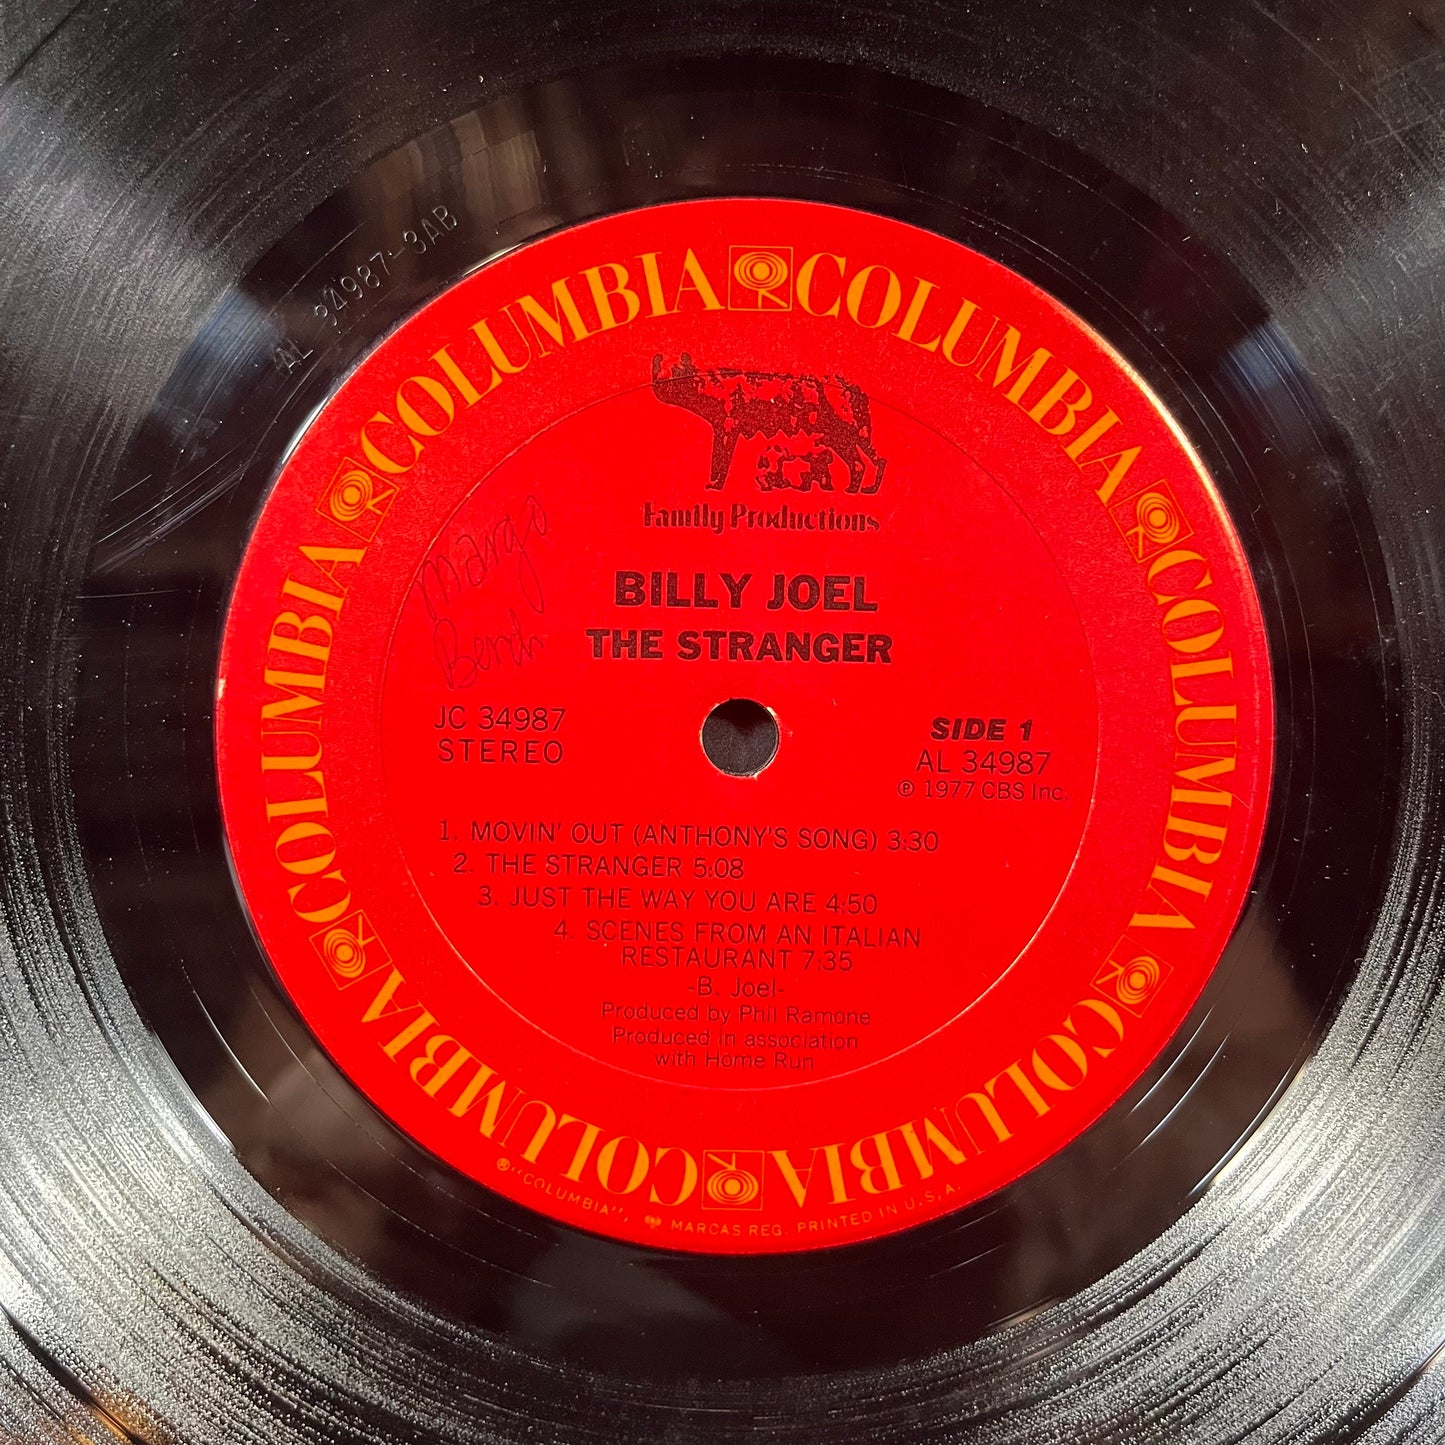 AL 34987-3AB
COLUMBIA COLUMBIA COLUMBIA COLUMBIA COLUMBIA COLUMBIA
Family Productions
Margo
BILLY JOEL
THE STRANGER
JC 34987
STEREO
SIDE 1
AL 34987
℗ 1977 CBS Inc.
1. MOVIN' OUT (ANTHONY'S SONG) 3:30
2. THE STRANGER 5:08
3. JUST THE WAY YOU ARE 4:50
4. SCENES FROM AN ITALIAN
RESTAURANT 7:35
-B. Joel-
Produced by Phil Ramone
Produced In association
with Home Run
® "COLUMBIA", MARCAS REG. PRINTED IN U.S.A.